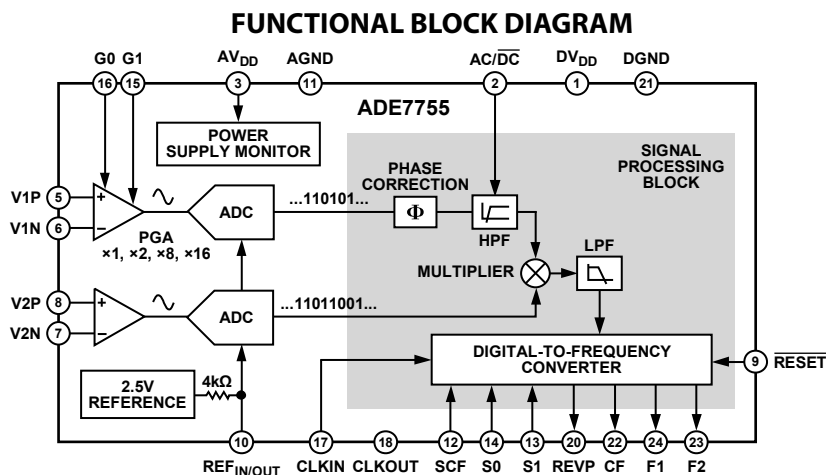 FUNCTIONAL BLOCK DIAGRAM
G0 G1 AVDD AGND AC/DC DVDD DGND
16 15 3 11 2 1 21
ADE7755
POWER
SUPPLY MONITOR
SIGNAL
PROCESSING
BLOCK
PHASE
CORRECTION
V1P 5 + ADC ...110101... Φ
V1N 6 –
HPF
PGA
×1, ×2, ×8, ×16
LPF
MULTIPLIER
V2P 8 + ADC ...11011001...
V2N 7 –
DIGITAL-TO-FREQUENCY
CONVERTER
9 RESET
2.5V
REFERENCE
4kΩ
10 17 18 12 14 13 20 22 24 23
REFIN/OUT CLKIN CLKOUT SCF S0 S1 REVP CF F1 F2